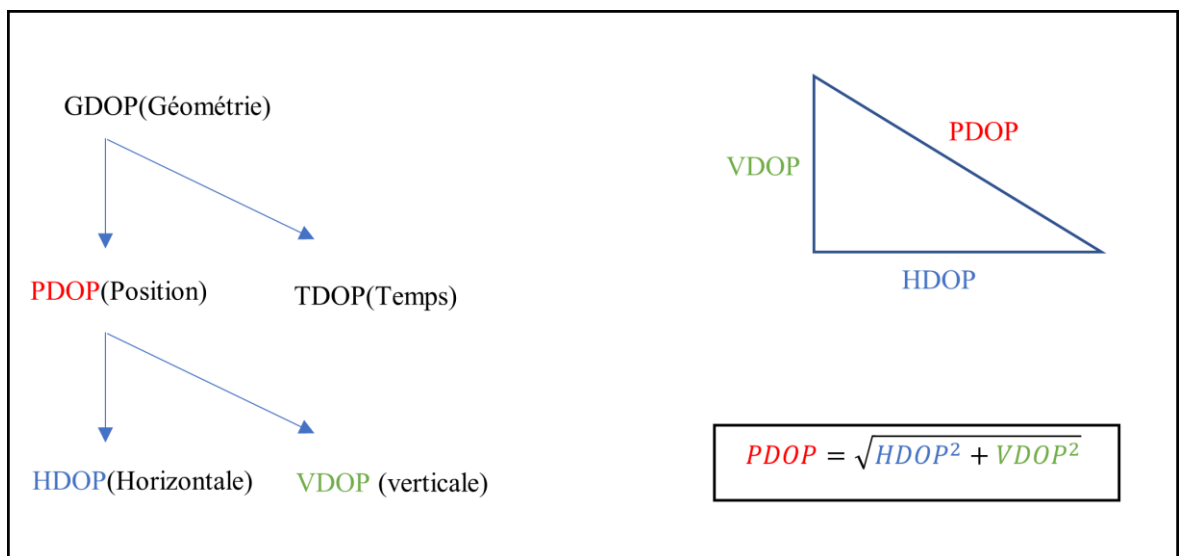 GDOP(Géométrie)
PDOP(Position)
TDOP(Temps)
HDOP(Horizontale)
VDOP (verticale)
VDOP
PDOP
HDOP
PDOP = √HDOP² + VDOP²